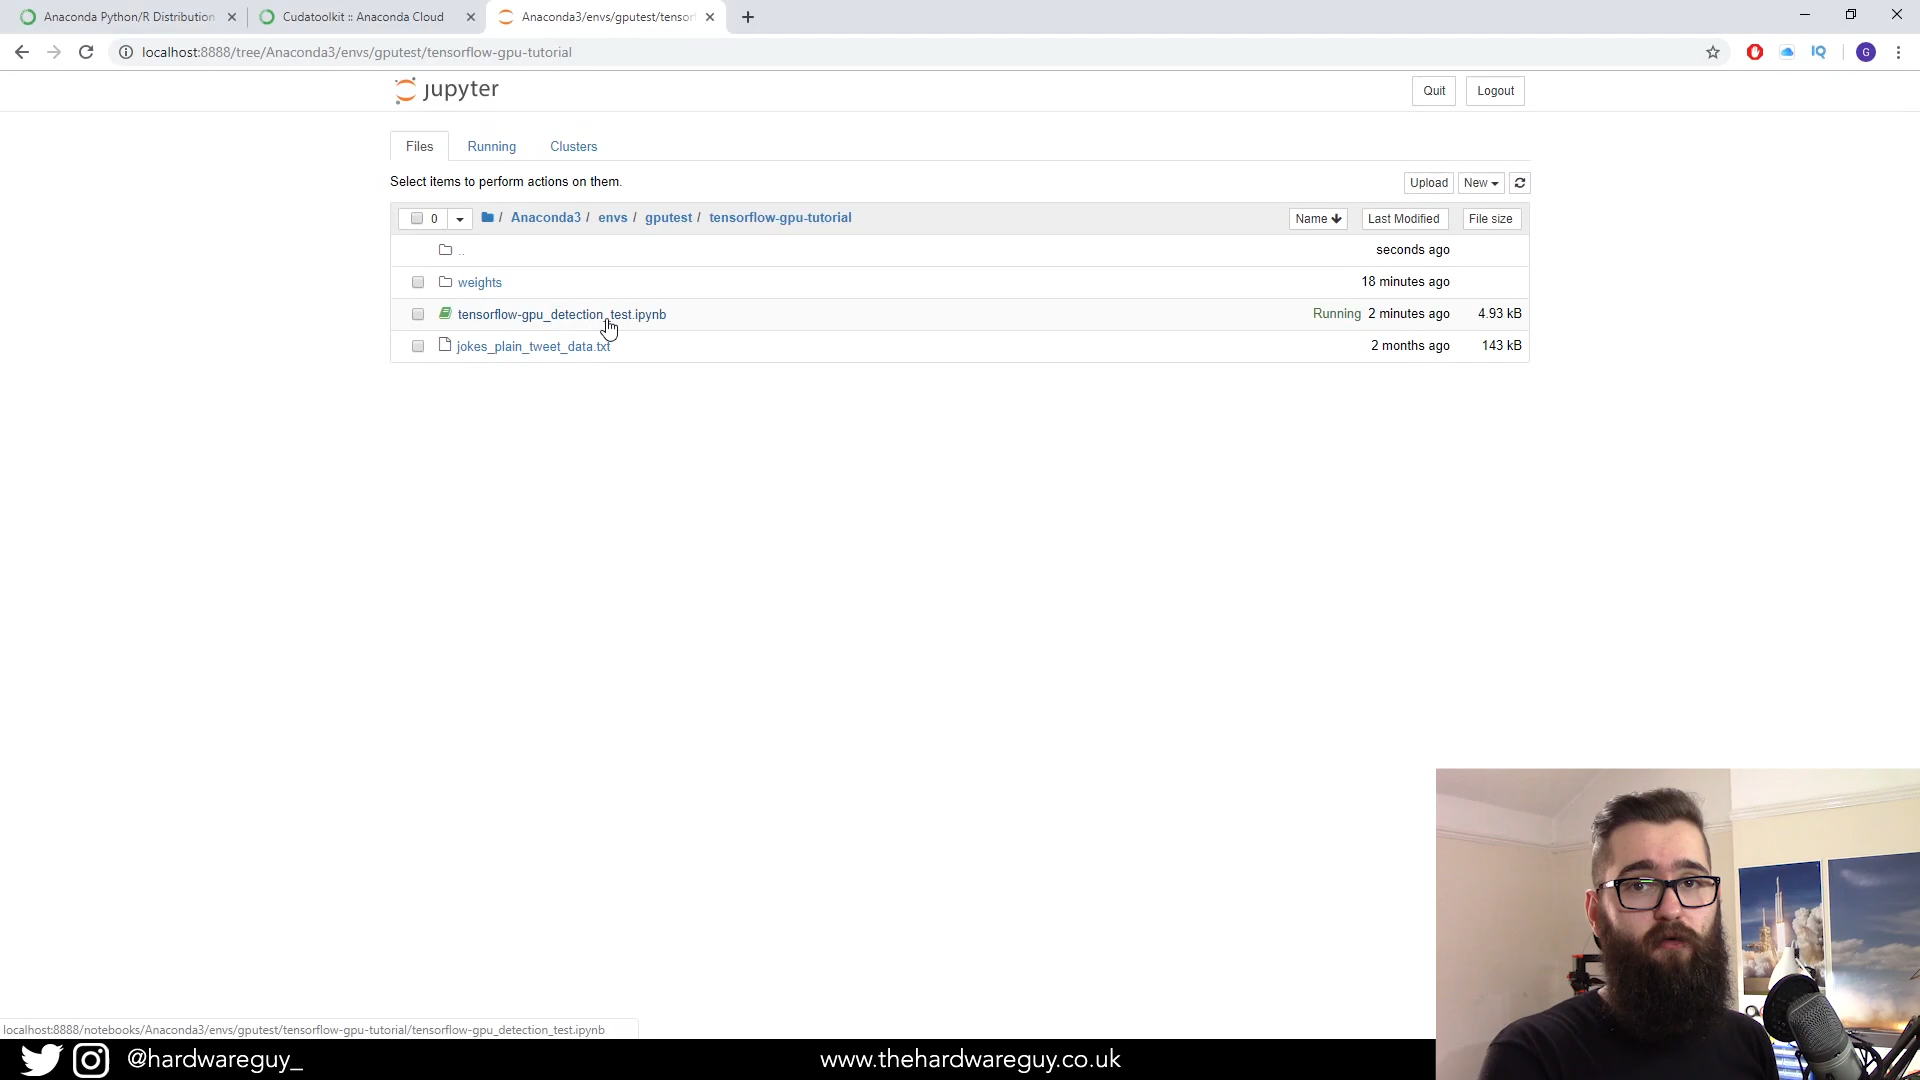 Anaconda Python/R Distribution
Cudatoolkit :: Anaconda Cloud
Anaconda3/envs/gputest/tensor
localhost:8888/tree/Anaconda3/envs/gputest/tensorflow-gpu-tutorial
IQ
G
jupyter
Quit
Logout
Files
Running
Clusters
Select items to perform actions on them.
Upload
New
0
/ Anaconda3 / envs / gputest / tensorflow-gpu-tutorial
Name
Last Modified
File size
..
seconds ago
weights
18 minutes ago
tensorflow-gpu_detection_test.ipynb
Running 2 minutes ago
4.93 kB
jokes_plain_tweet_data.txt
2 months ago
143 kB
localhost:8888/notebooks/Anaconda3/envs/gputest/tensorflow-gpu-tutorial/tensorflow-gpu_detection_test.ipynb
@hardwareguy_
www.thehardwareguy.co.uk